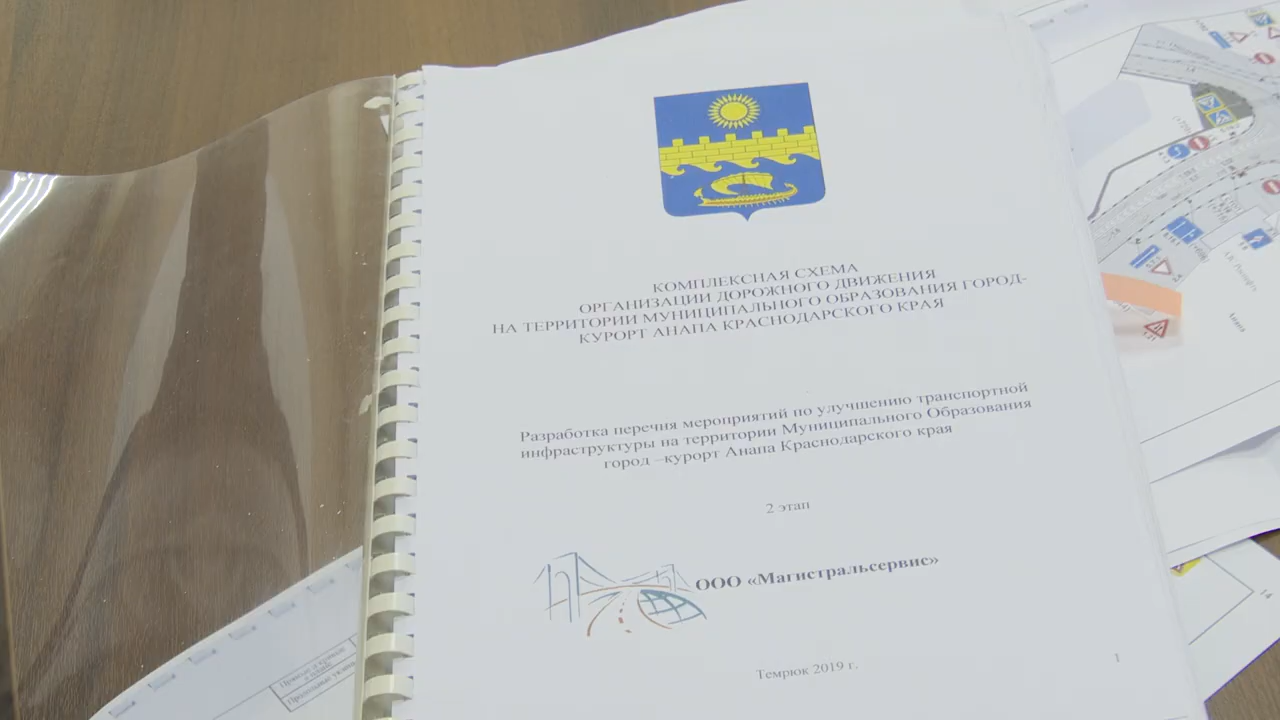 КОМПЛЕКСНАЯ СХЕМА
ОРГАНИЗАЦИИ ДОРОЖНОГО ДВИЖЕНИЯ
НА ТЕРРИТОРИИ МУНИЦИПАЛЬНОГО ОБРАЗОВАНИЯ ГОРОД-
КУРОРТ АНАПА КРАСНОДАРСКОГО КРАЯ
Разработка перечня мероприятий по улучшению транспортной
инфраструктуры на территории Муниципального Образования
город –курорт Анапа Краснодарского края
2 этап
ООО «Магистральсервис»
Темрюк 2019 г.
1
14